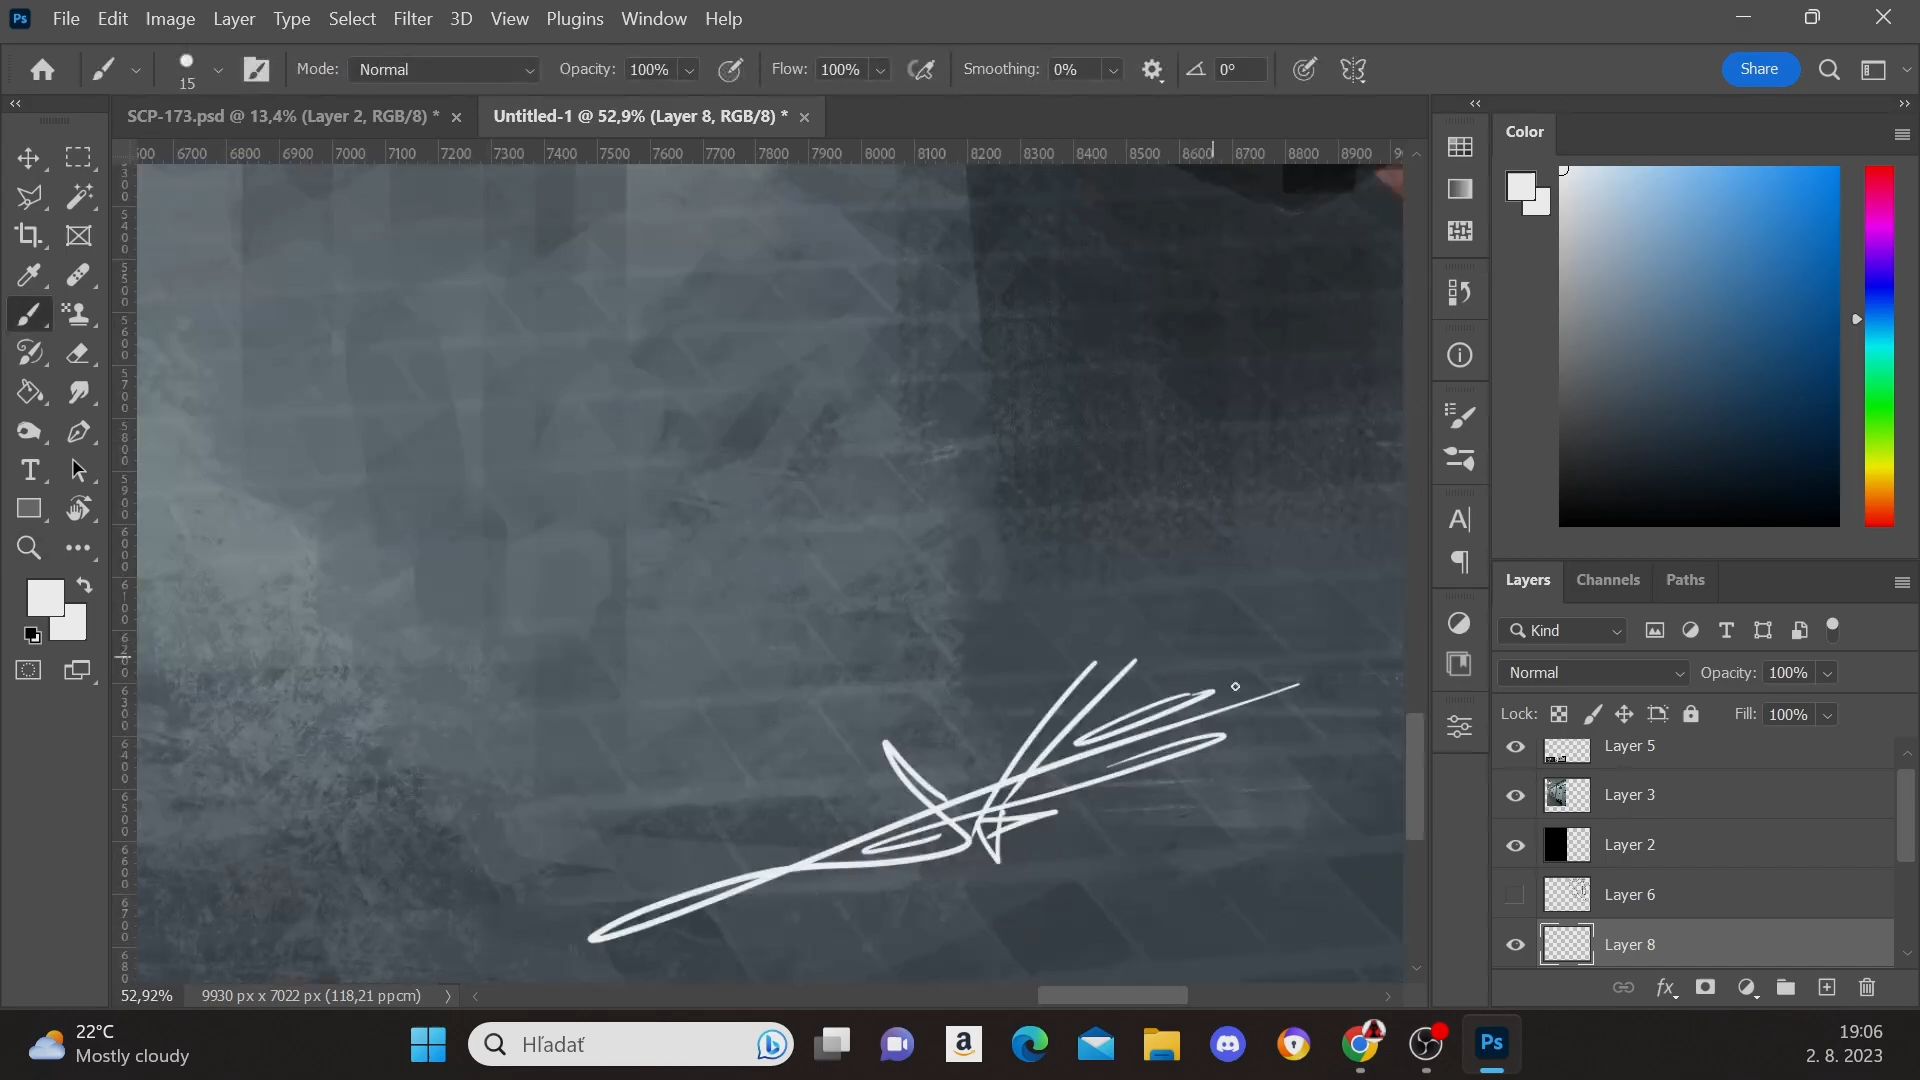 Ps File Edit Image Layer Type Select Filter 3D View Plugins Window Help
15 Mode: Normal Opacity: 100% Flow: 100% Smoothing: 0% 0° Share
SCP-173.psd @ 13,4% (Layer 2, RGB/8) * Untitled-1 @ 52,9% (Layer 8, RGB/8) *
6700 6800 6900 7000 7100 7200 7300 7400 7500 7600 7700 7800 7900 8000 8100 8200 8300 8400 8500 8600 8700 8800 8900
Color
Layers Channels Paths
Kind
Normal Opacity: 100%
Lock: Fill: 100%
Layer 5
Layer 3
Layer 2
Layer 6
Layer 8
fx
52,92% 9930 px x 7022 px (118,21 ppcm)
22°C
Mostly cloudy
Hľadať
Ps
19:06
2. 8. 2023